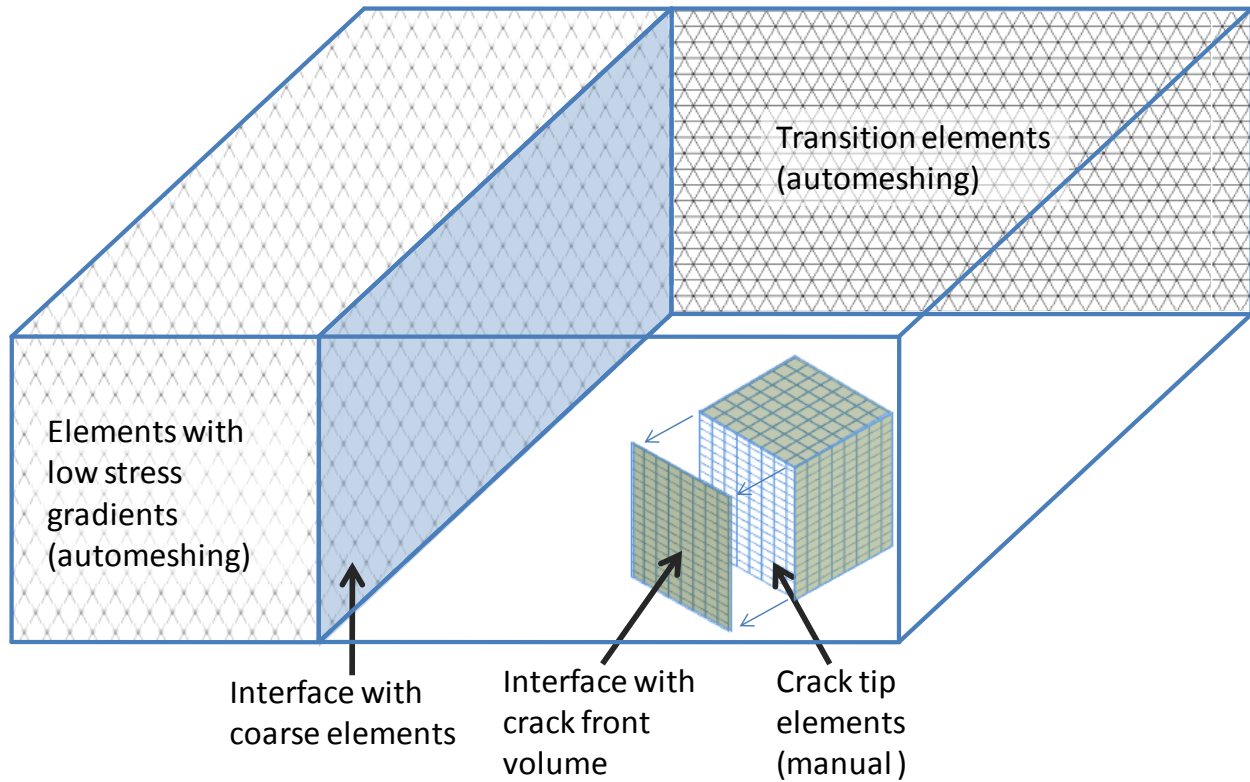 Transition elements
(automeshing)
Elements with
low stress
gradients
(automeshing)
Interface with
coarse elements
Interface with
crack front
volume
Crack tip
elements
(manual )